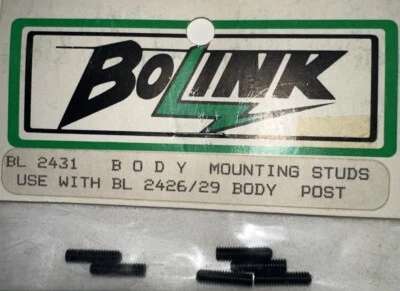 BOLINK
BL 2431 BODY MOUNTING STUDS
USE WITH BL 2426/29 BODY POST